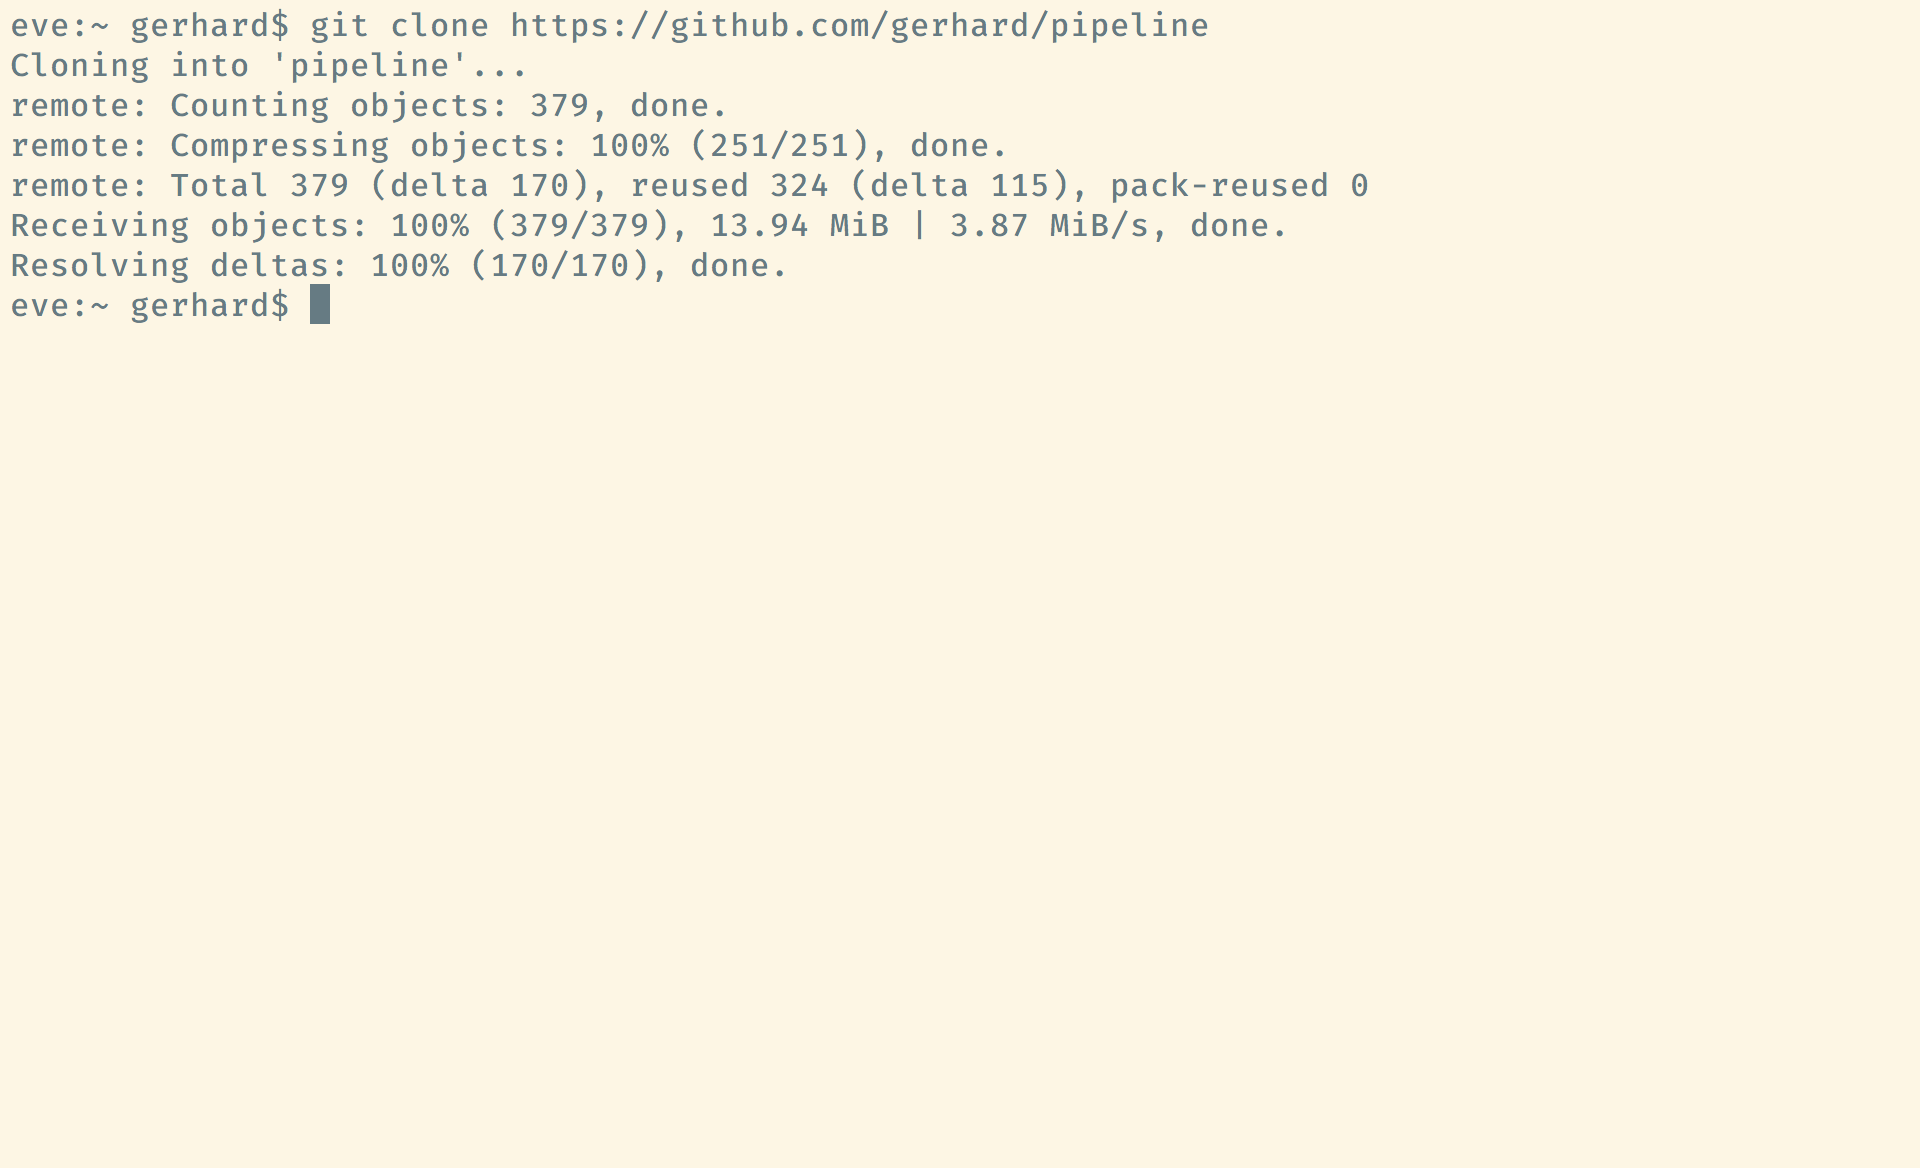 eve:~ gerhard$ git clone https://github.com/gerhard/pipeline
Cloning into 'pipeline'...
remote: Counting objects: 379, done.
remote: Compressing objects: 100% (251/251), done.
remote: Total 379 (delta 170), reused 324 (delta 115), pack-reused 0
Receiving objects: 100% (379/379), 13.94 MiB | 3.87 MiB/s, done.
Resolving deltas: 100% (170/170), done.
eve:~ gerhard$